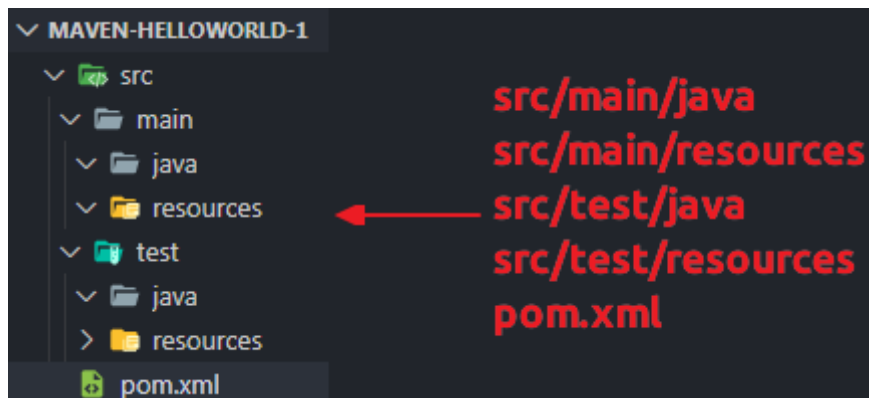 MAVEN-HELLOWORLD-1
src
main
java
resources
test
java
resources
pom.xml
src/main/java
src/main/resources
src/test/java
src/test/resources
pom.xml